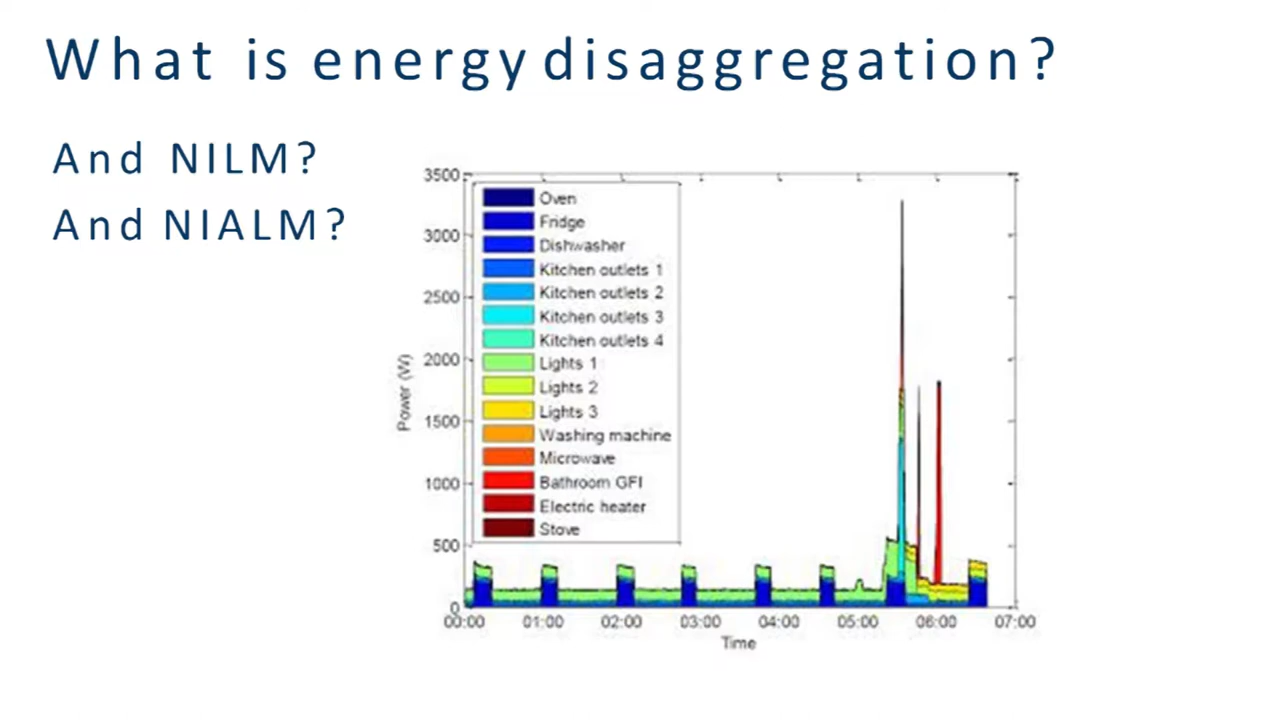 What is energy disaggregation?
And NILM?
And NIALM?
3500
3000
2500
2000
1500
1000
500
0
Power (W)
Oven
Fridge
Dishwasher
Kitchen outlets 1
Kitchen outlets 2
Kitchen outlets 3
Kitchen outlets 4
Lights 1
Lights 2
Lights 3
Washing machine
Microwave
Bathroom GFI
Electric heater
Stove
00:00 01:00 02:00 03:00 04:00 05:00 06:00 07:00
Time